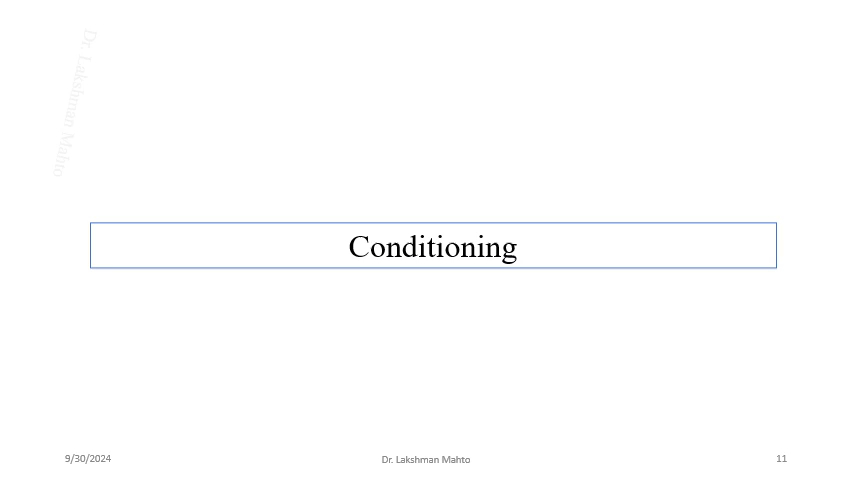 Dr. Lakshman Mahto
Conditioning
9/30/2024
Dr. Lakshman Mahto
11